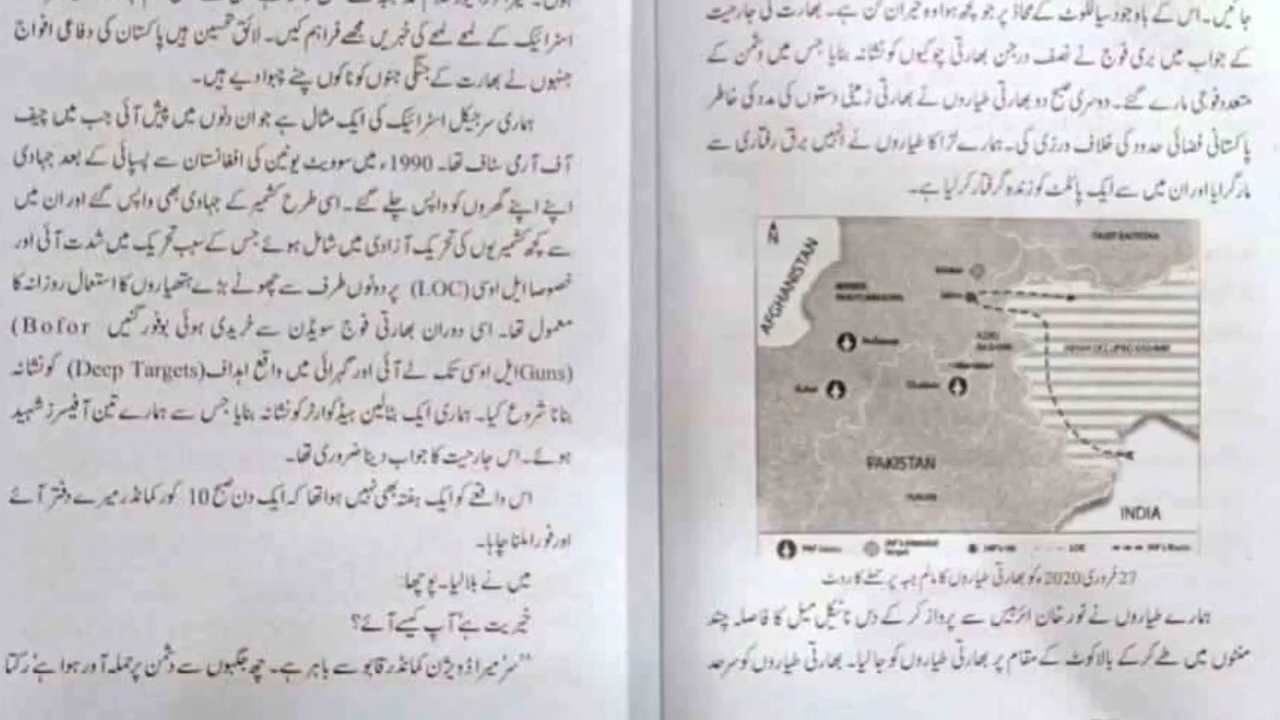 جائیں۔ اس کے باوجود سیالکوٹ کے محاذ پر جو کچھ ہوا وہ حیران کن ہے۔ بھارت کی جارحیت
کے جواب میں بری فوج نے نصف درجن بھارتی چوکیوں کو نشانہ بنایا جس میں دشمن کے
متعدد فوجی مارے گئے۔ دوسری صبح دو بھارتی طیاروں نے بھارتی زمینی دستوں کی مدد کی خاطر
پاکستانی فضائی حدود کی خلاف ورزی کی۔ ہمارے لڑاکا طیاروں نے انہیں برق رفتاری سے
مار گرایا اور ان میں سے ایک پائلٹ کو زندہ گرفتار کر لیا ہے۔
N
AFGHANISTAN
PAKISTAN
INDIA
LOC
27 فروری 2020ء کو بھارتی طیاروں کا جبہ پر حملے کا روٹ
ہمارے طیاروں نے نور خان ائربیس سے پرواز کر کے دس ناٹیکل میل کا فاصلہ چند
منٹوں میں طے کر کے بالاکوٹ کے مقام پر بھارتی طیاروں کو جا لیا۔ بھارتی طیاروں کو سرحد
اسٹرائیک کے لمحے لمحے کی خبریں مجھے فراہم کیں۔ لائق تحسین ہیں پاکستان کی دفاعی افواج
جنہوں نے بھارت کے جنگی جنوں کو ناکوں چنے چبوا دیے ہیں۔
ہماری سرجیکل اسٹرائیک کی ایک مثال ہے جو ان دنوں میں پیش آئی جب میں چیف
آف آرمی سٹاف تھا۔ 1990ء میں سوویت یونین کی افغانستان سے پسپائی کے بعد جہادی
اپنے اپنے گھروں کو واپس چلے گئے۔ اسی طرح کشمیر کے جہادی بھی واپس گئے اور ان میں
سے کچھ کشمیریوں کی تحریک آزادی میں شامل ہوئے جس کے سبب تحریک میں شدت آئی اور
خصوصا ایل او سی (LOC) پر دونوں طرف سے چھوٹے بڑے ہتھیاروں کا استعمال روزانہ کا
معمول تھا۔ اسی دوران بھارتی فوج سویڈن سے خریدی ہوئی بوفور گنیں (Bofor
Guns) ایل او سی تک لے آئی اور گہرائی میں واقع اہداف (Deep Targets) کو نشانہ
بنانا شروع کیا۔ ہماری ایک بٹالین ہیڈکوارٹر کو نشانہ بنایا جس سے ہمارے تین آفیسرز شہید
ہوئے۔ اس جارحیت کا جواب دینا ضروری تھا۔
اس واقعے کو ایک ہفتہ بھی نہیں ہوا تھا کہ ایک دن صبح 10 کور کمانڈر میرے دفتر آئے
اور فوراً ملنا چاہا۔
میں نے بلا لیا۔ پوچھا:
خیریت ہے آپ کیسے آئے؟
"سر' میرا ڈویژن کمانڈر قابو سے باہر ہے۔ چھ جگہوں سے دشمن پر حملہ آور ہوا ہے' رکتا